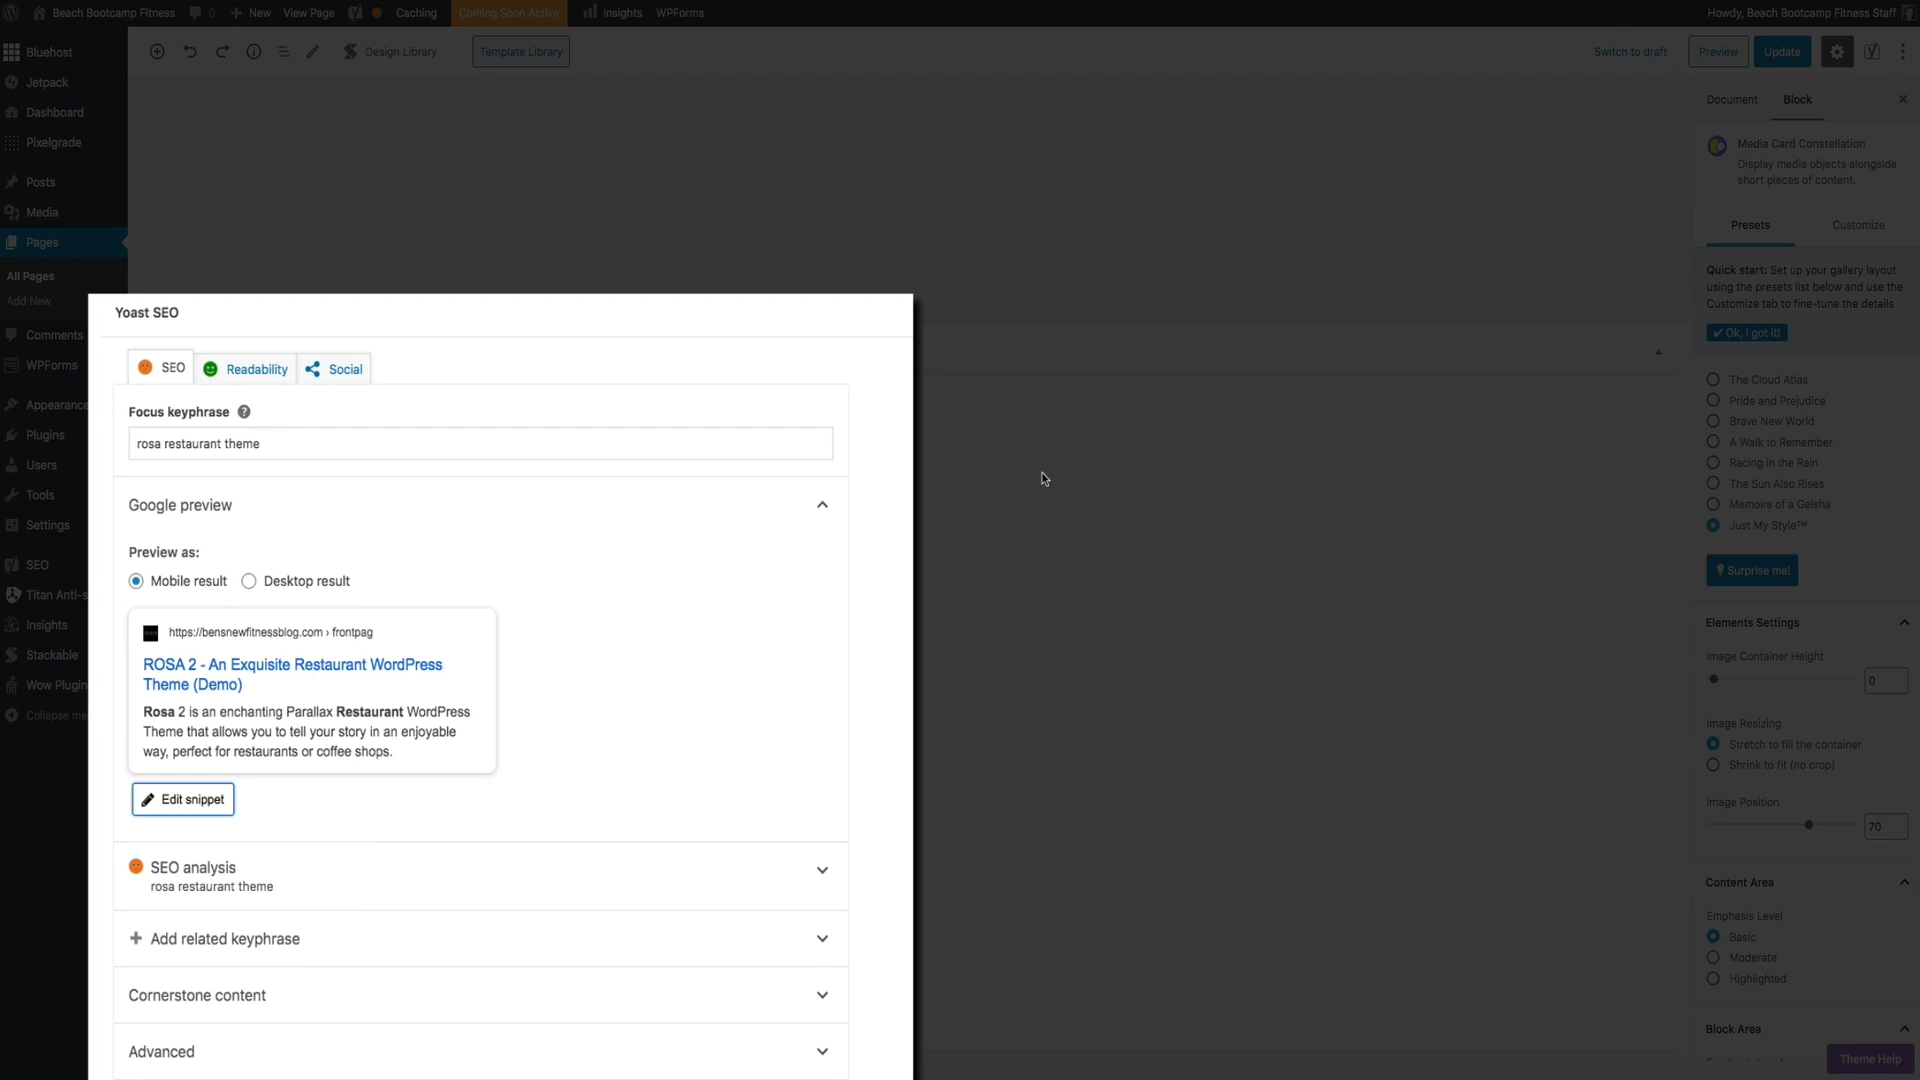 Beach Bootcamp Fitness
0
New
View Page
Caching
Coming Soon Active
Insights
WPForms
Howdy, Beach Bootcamp Fitness Staff
Bluehost
Jetpack
Dashboard
Pixelgrade
Posts
Media
Pages
All Pages
Add New
Comments
WPForms
Appearance
Plugins
Users
Tools
Settings
SEO
Titan Anti-s
Insights
Stackable
Wow Plugin
Collapse me
Design Library
Template Library
Switch to draft
Preview
Update
Yoast SEO
SEO
Readability
Social
Focus keyphrase
rosa restaurant theme
Google preview
Preview as:
Mobile result
Desktop result
https://bensnewfitnessblog.com › frontpag
ROSA 2 - An Exquisite Restaurant WordPress
Theme (Demo)
Rosa 2 is an enchanting Parallax Restaurant WordPress
Theme that allows you to tell your story in an enjoyable
way, perfect for restaurants or coffee shops.
Edit snippet
SEO analysis
rosa restaurant theme
Add related keyphrase
Cornerstone content
Advanced
Document
Block
Media Card Constellation
Display media objects alongside
short pieces of content.
Presets
Customize
Quick start: Set up your gallery layout
using the presets list below and use the
Customize tab to fine-tune the details
✔ Ok, I got it!
The Cloud Atlas
Pride and Prejudice
Brave New World
A Walk to Remember
Racing in the Rain
The Sun Also Rises
Memoirs of a Geisha
Just My Style™
Surprise me!
Elements Settings
Image Container Height
0
Image Resizing
Stretch to fill the container
Shrink to fit (no crop)
Image Position
70
Content Area
Emphasis Level
Basic
Moderate
Highlighted
Block Area
Theme Help